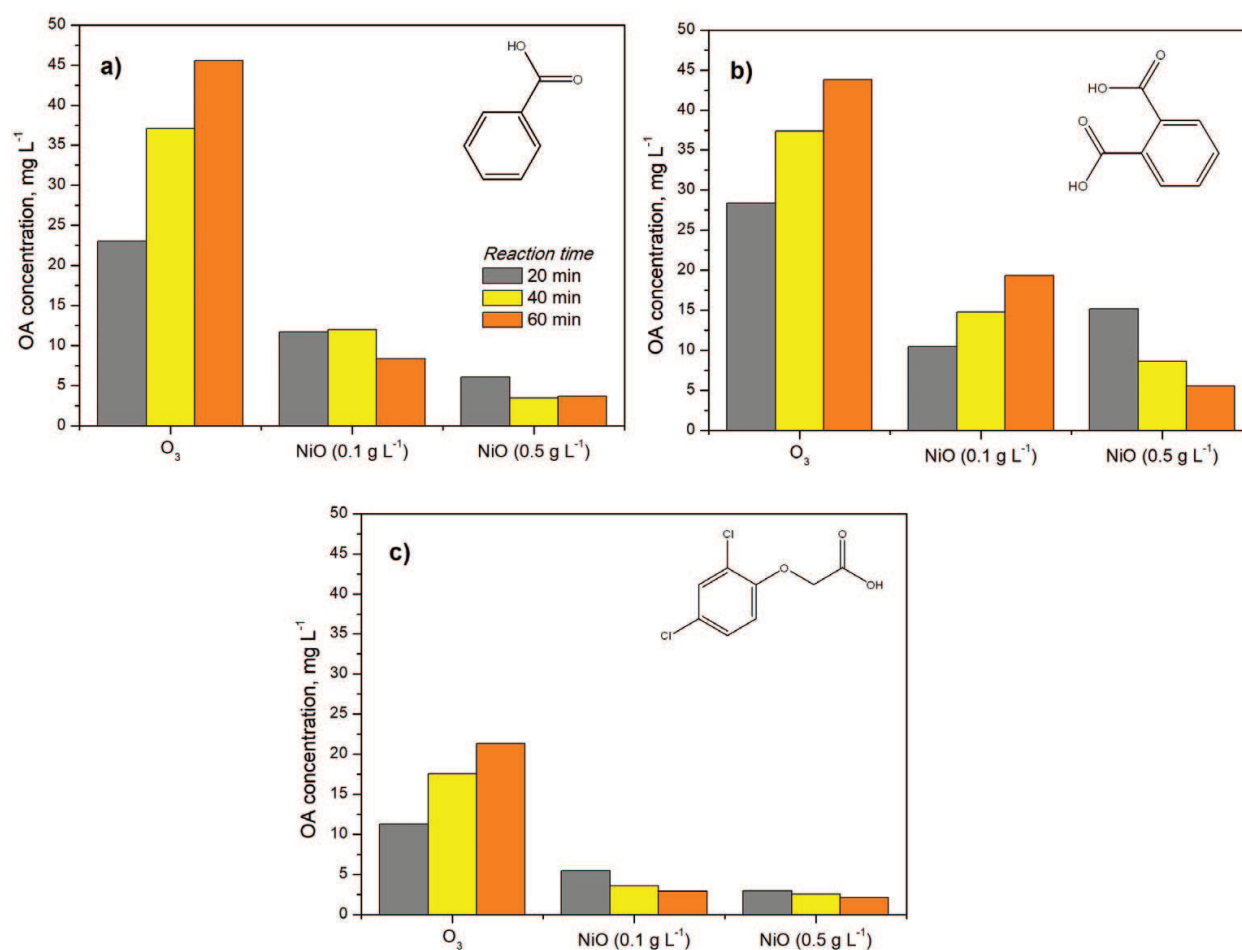 a)
OA concentration, mg L⁻¹
50
45
40
35
30
25
20
15
10
5
0
HO
O
Reaction time
20 min
40 min
60 min
O₃
NiO (0.1 g L⁻¹)
NiO (0.5 g L⁻¹)
b)
OA concentration, mg L⁻¹
50
45
40
35
30
25
20
15
10
5
0
O
HO
O
HO
O₃
NiO (0.1 g L⁻¹)
NiO (0.5 g L⁻¹)
c)
OA concentration, mg L⁻¹
50
45
40
35
30
25
20
15
10
5
0
Cl
O
O
OH
Cl
O₃
NiO (0.1 g L⁻¹)
NiO (0.5 g L⁻¹)